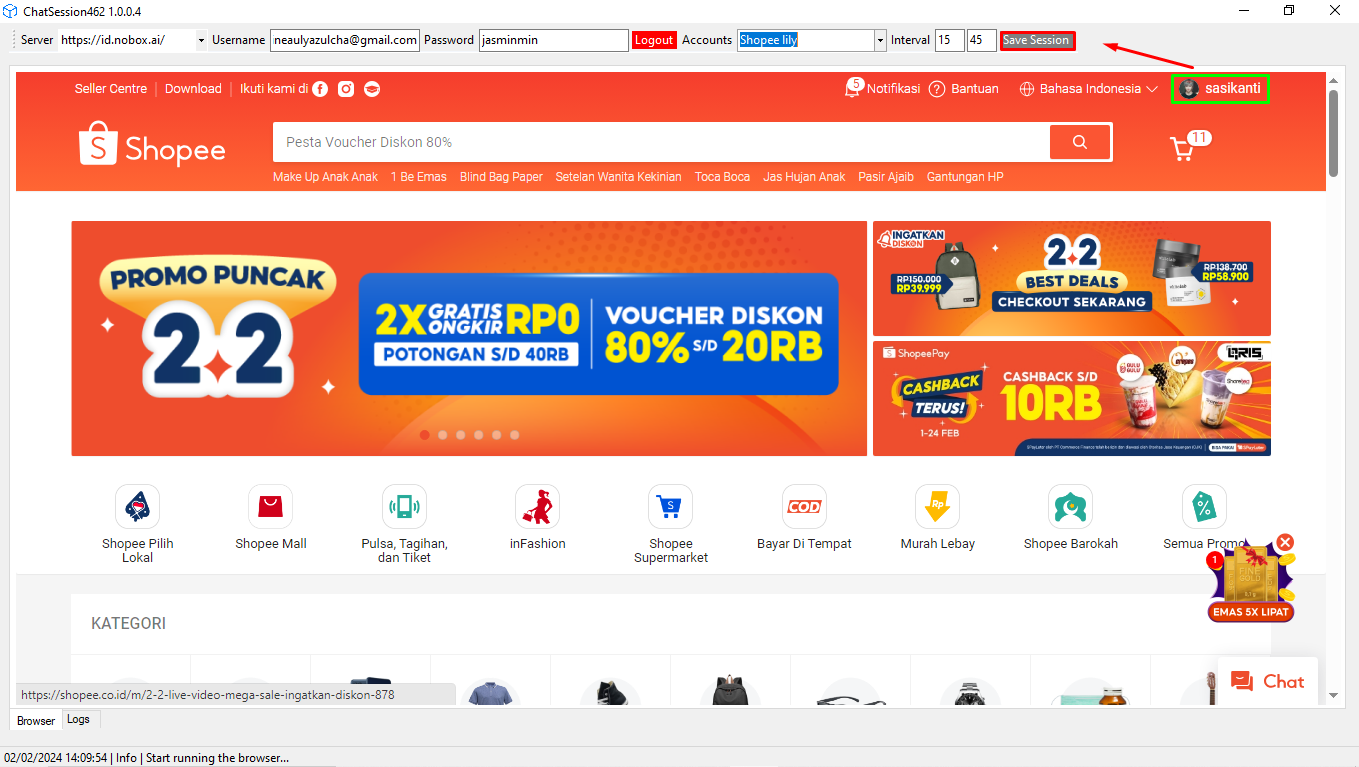 ChatSession462 1.0.0.4
Server https://id.nobox.ai/ Username neaulyazulcha@gmail.com Password jasminmin Logout Accounts Shopee lily Interval 15 45 Save Session
Seller Centre Download Ikuti kami di 5 Notifikasi Bantuan Bahasa Indonesia sasikanti
Shopee
Pesta Voucher Diskon 80%
11
Make Up Anak Anak 1 Be Emas Blind Bag Paper Setelan Wanita Kekinian Toca Boca Jas Hujan Anak Pasir Ajaib Gantungan HP
PROMO PUNCAK
2 2
2X GRATIS ONGKIR RP0
POTONGAN S/D 40RB
VOUCHER DISKON
80% S/D 20RB
INGATKAN
DISKON
RP150.000
RP39.999
2 2
BEST DEALS
CHECKOUT SEKARANG
RP138.700
RP58.900
ShopeePay
CASHBACK
TERUS!
1-24 FEB
CASHBACK S/D
10RB
QRIS
Shopee Pilih
Lokal
Shopee Mall
Pulsa, Tagihan,
dan Tiket
inFashion
Shopee
Supermarket
COD
Bayar Di Tempat
Rp
Murah Lebay
Shopee Barokah
Semua Promo
1
FINE
GOLD
EMAS 5X LIPAT
KATEGORI
Chat
https://shopee.co.id/m/2-2-live-video-mega-sale-ingatkan-diskon-878
Browser Logs
02/02/2024 14:09:54 | Info | Start running the browser...